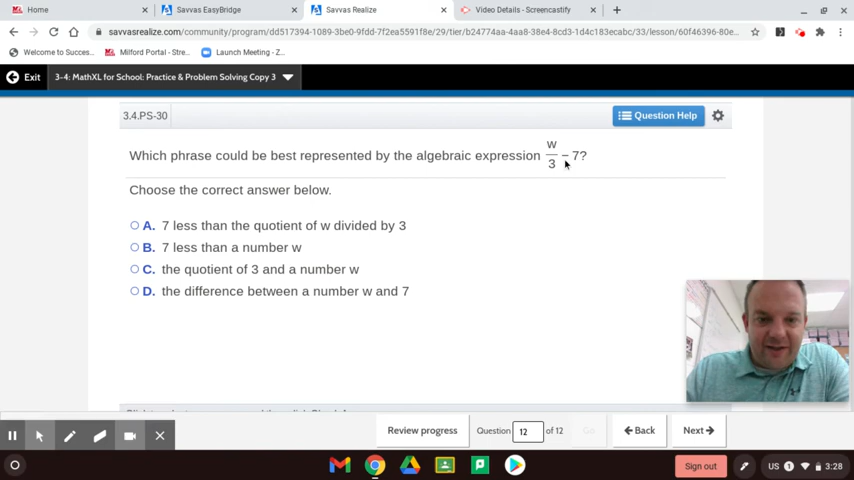 Home
Savvas EasyBridge
Savvas Realize
Video Details - Screencastify
savvasrealize.com/community/program/dd517394-1089-3be0-9fdd-7f2ea5591f8e/29/tier/b24774aa-4aa8-38e4-8cd3-1d4c183ecabc/33/lesson/60f46396-80e...
Welcome to Succes...
Milford Portal - Stre...
Launch Meeting - Z...
Exit
3-4: MathXL for School: Practice & Problem Solving Copy 3
3.4.PS-30
Question Help
Which phrase could be best represented by the algebraic expression w/3 − 7?
Choose the correct answer below.
A. 7 less than the quotient of w divided by 3
B. 7 less than a number w
C. the quotient of 3 and a number w
D. the difference between a number w and 7
Review progress
Question 12 of 12
Go
Back
Next
Sign out
US
1
3:28